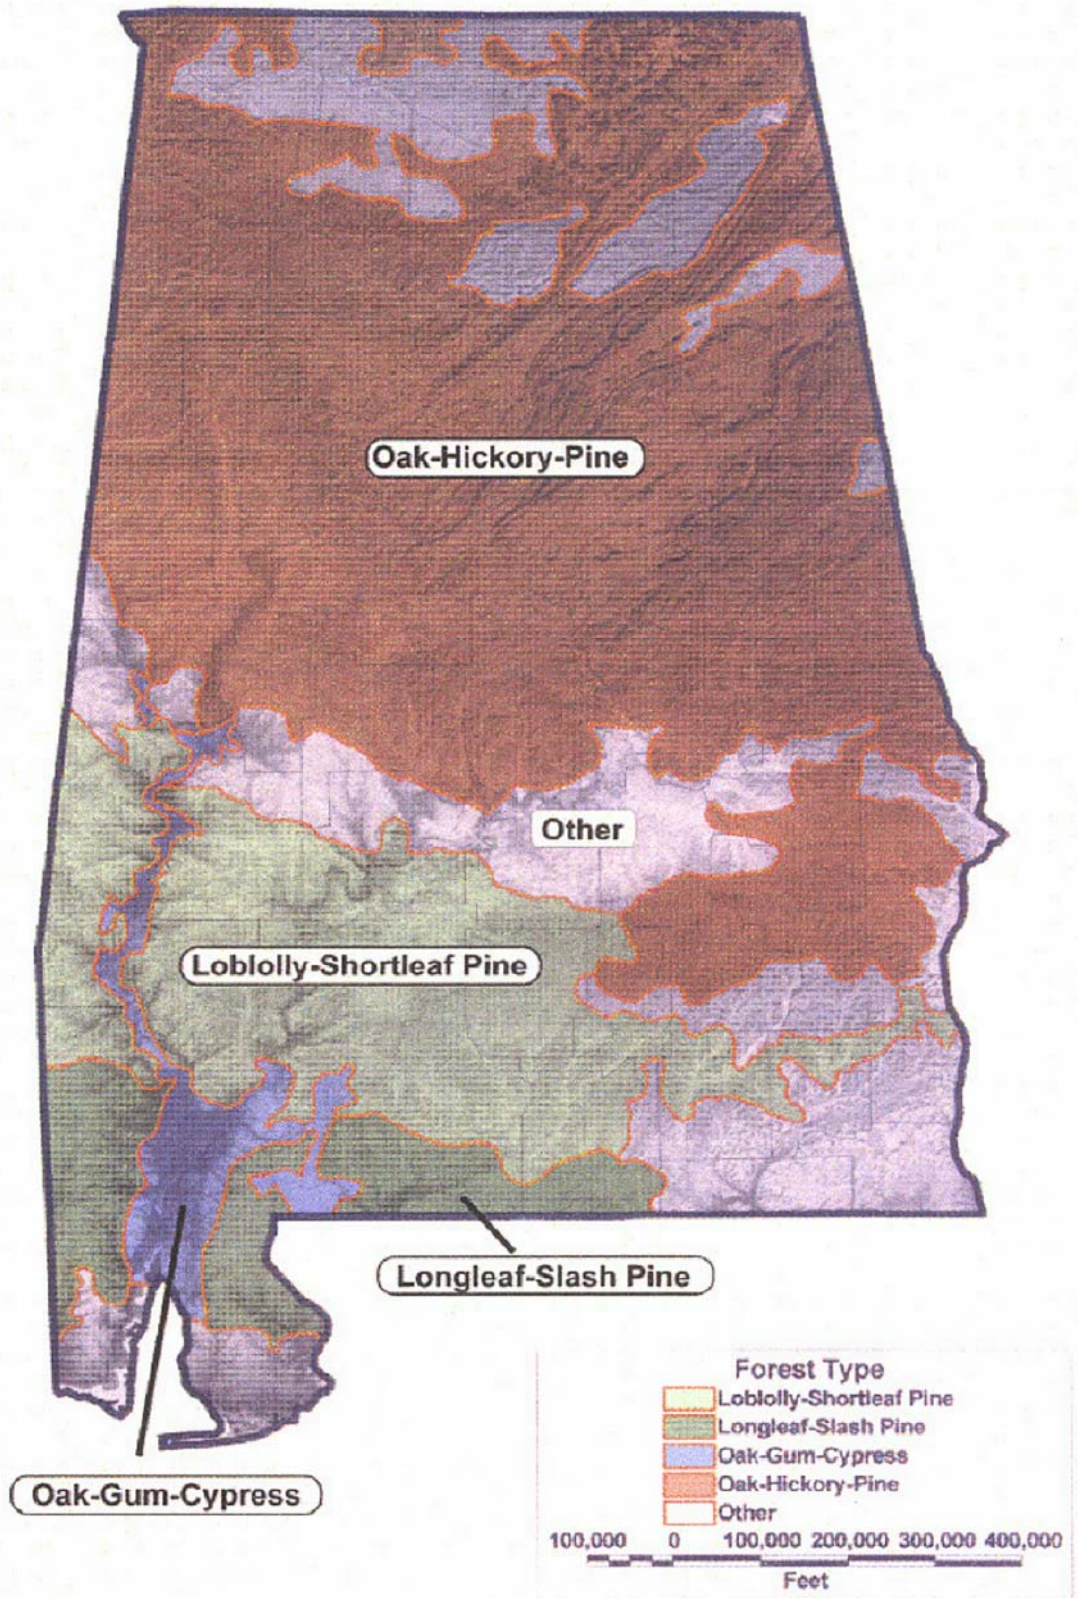 Oak-Hickory-Pine
Other
Loblolly-Shortleaf Pine
Longleaf-Slash Pine
Oak-Gum-Cypress
Forest Type
Loblolly-Shortleaf Pine
Longleaf-Slash Pine
Oak-Gum-Cypress
Oak-Hickory-Pine
Other
100,000 0 100,000 200,000 300,000 400,000
Feet